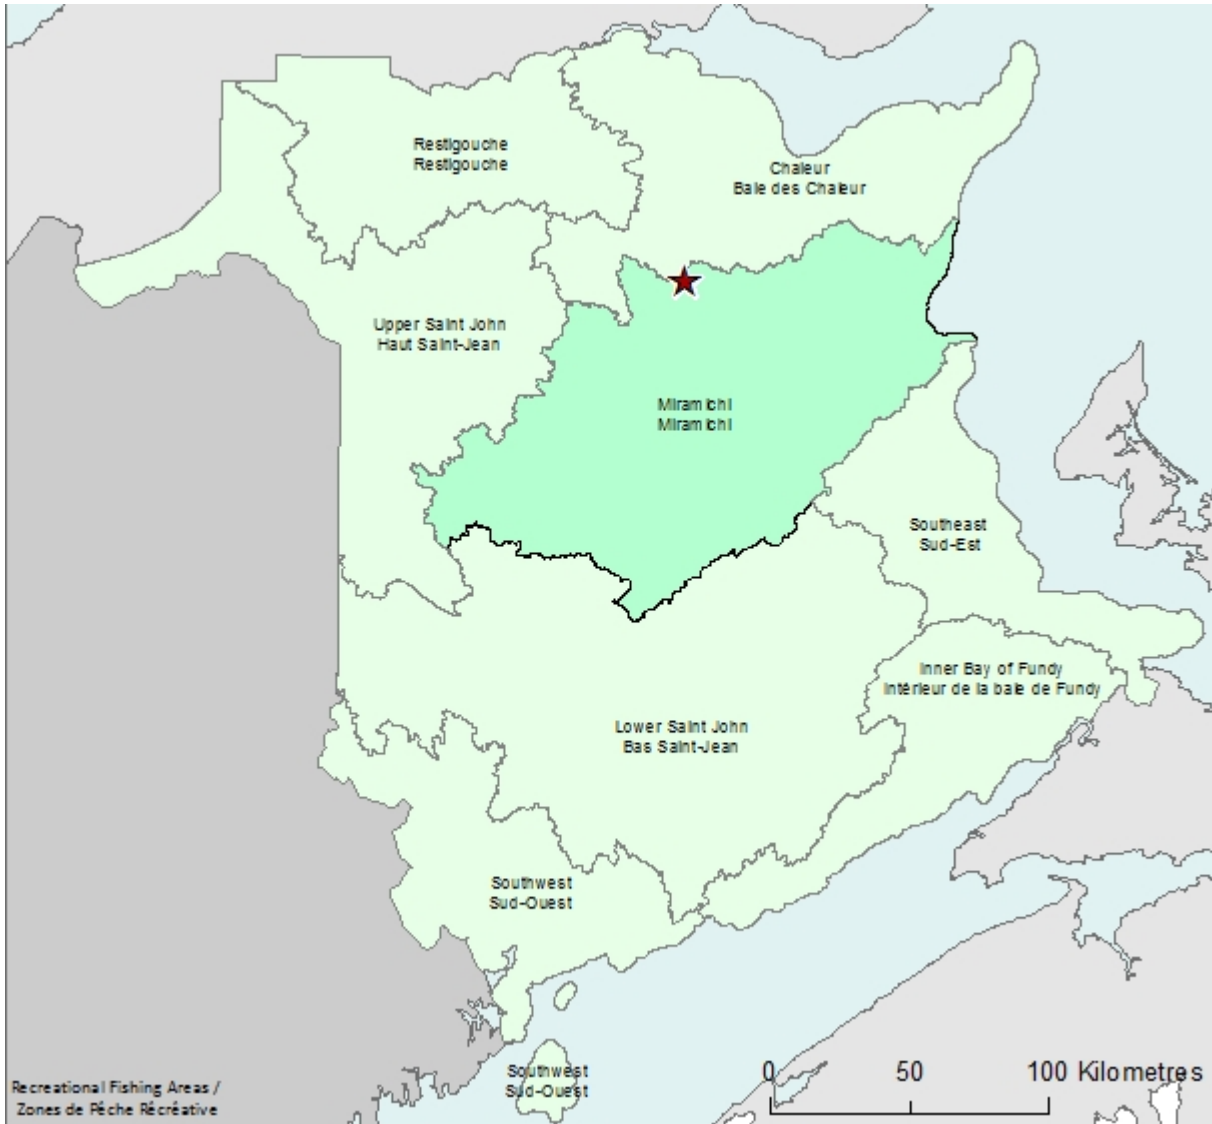 Restigouche
Restigouche
Chaleur
Baie des Chaleur
Upper Saint John
Haut Saint-Jean
Miramichi
Miramichi
Southeast
Sud-Est
Inner Bay of Fundy
Intérieur de la baie de Fundy
Lower Saint John
Bas Saint-Jean
Southwest
Sud-Ouest
Southwest
Sud-Ouest
0 50 100 Kilometres
Recreational Fishing Areas /
Zones de Pêche Récréative